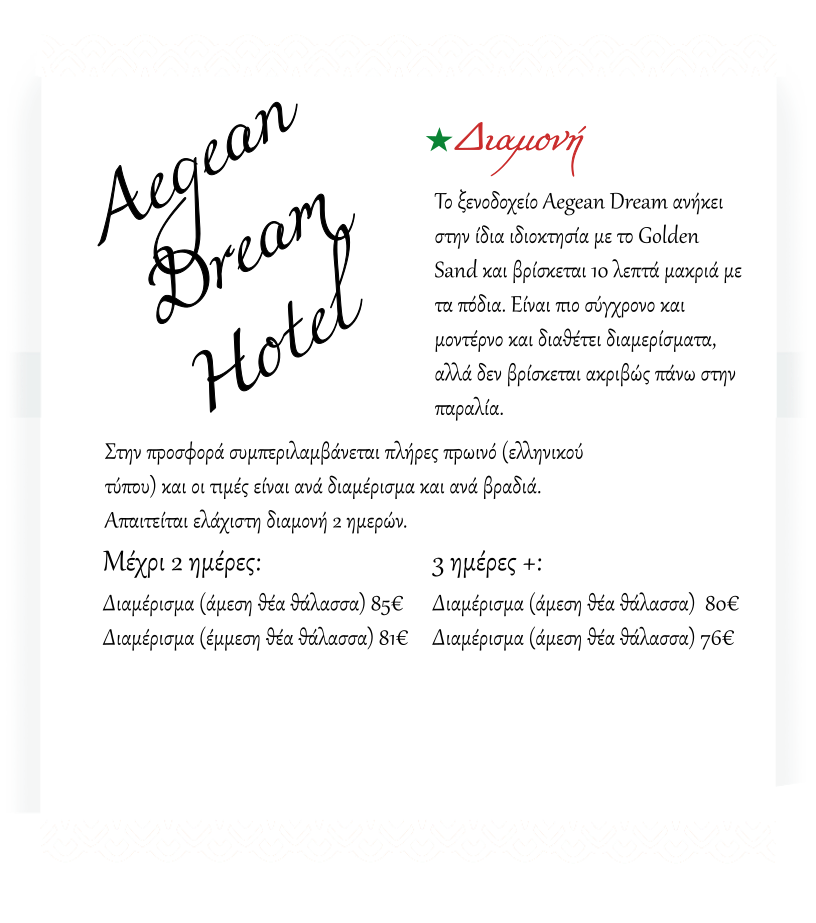 Aegean
Dream
Hotel
★Διαμονή
Το ξενοδοχείο Aegean Dream ανήκει
στην ίδια ιδιοκτησία με το Golden
Sand και βρίσκεται 10 λεπτά μακριά με
τα πόδια. Είναι πιο σύγχρονο και
μοντέρνο και διαθέτει διαμερίσματα,
αλλά δεν βρίσκεται ακριβώς πάνω στην
παραλία.
Στην προσφορά συμπεριλαμβάνεται πλήρες πρωινό (ελληνικού
τύπου) και οι τιμές είναι ανά διαμέρισμα και ανά βραδιά.
Απαιτείται ελάχιστη διαμονή 2 ημερών.
Μέχρι 2 ημέρες:
Διαμέρισμα (άμεση θέα θάλασσα) 85€
Διαμέρισμα (έμμεση θέα θάλασσα) 81€
3 ημέρες +:
Διαμέρισμα (άμεση θέα θάλασσα) 80€
Διαμέρισμα (άμεση θέα θάλασσα) 76€